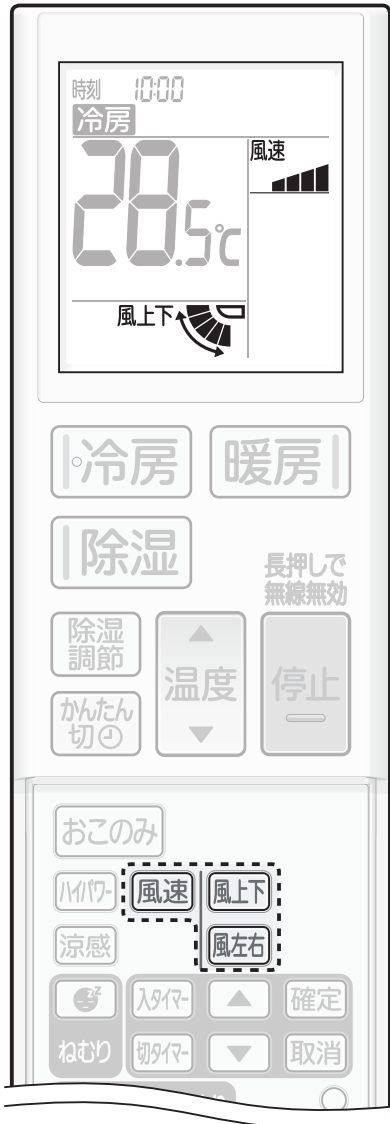 時刻 10:00
冷房
風速
28.5℃
風上下
冷房 暖房
除湿
長押しで
無線無効
除湿
調節
温度
停止
かんたん
切
おこのみ
ハイパワー 風速 風上下
涼感 風左右
入タイマー 確定
ねむり 切タイマー 取消